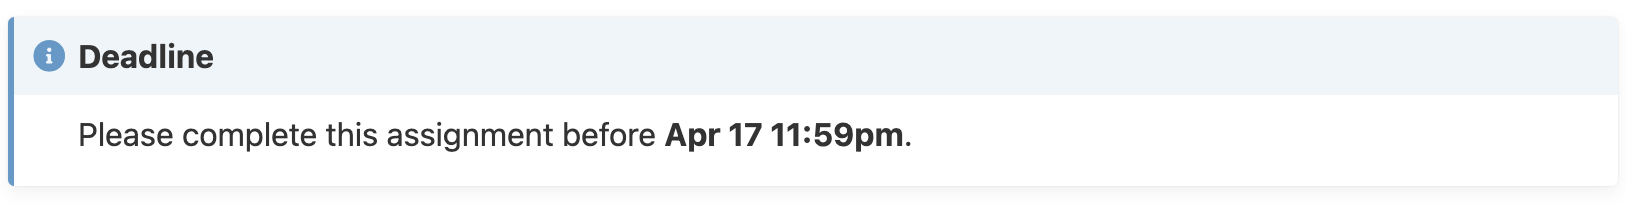 Deadline
Please complete this assignment before Apr 17 11:59pm.